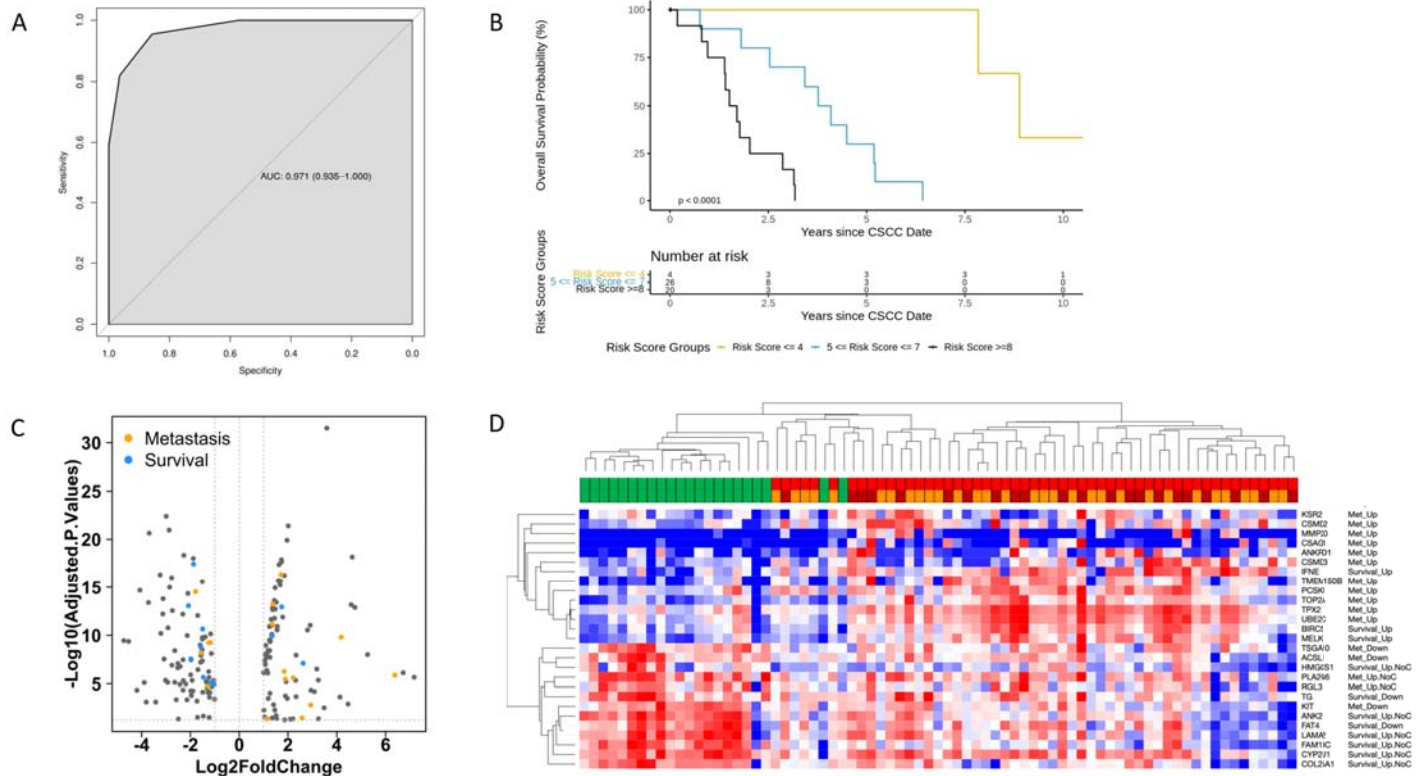 A
1.0
0.8
0.6
0.4
0.2
0.0
Sensitivity
AUC: 0.971 (0.935–1.000)
1.0 0.8 0.6 0.4 0.2 0.0
Specificity
B
Overall Survival Probability (%)
100
75
50
25
0
p < 0.0001
0 2.5 5 7.5 10
Years since CSCC Date
Number at risk
Risk Score Groups
Risk Score <= 4 4 3 3 3 1
5 <= Risk Score <= 7 26 8 3 0 0
Risk Score >=8 20 3 0 0 0
0 2.5 5 7.5 10
Years since CSCC Date
Risk Score Groups Risk Score <= 4 5 <= Risk Score <= 7 Risk Score >=8
C
Metastasis
Survival
-Log10(Adjusted.P.Values)
30
25
20
15
10
5
-4 -2 0 2 4 6
Log2FoldChange
D
KSR2 Met_Up
Met_Up
Met_Up
Met_Up
Met_Up
Met_Up
IFNE Survival_Up
Met_Up
Met_Up
Met_Up
TPX2 Met_Up
Met_Up
Survival_Up
MELK Survival_Up
Met_Down
Met_Down
Survival_Up.NoC
Met_Up.NoC
RGL3 Met_Up.NoC
TG Survival_Down
KIT Met_Down
ANK2 Survival_Up.NoC
FAT4 Survival_Down
Survival_Up.NoC
Survival_Up.NoC
Survival_Up.NoC
Survival_Up.NoC